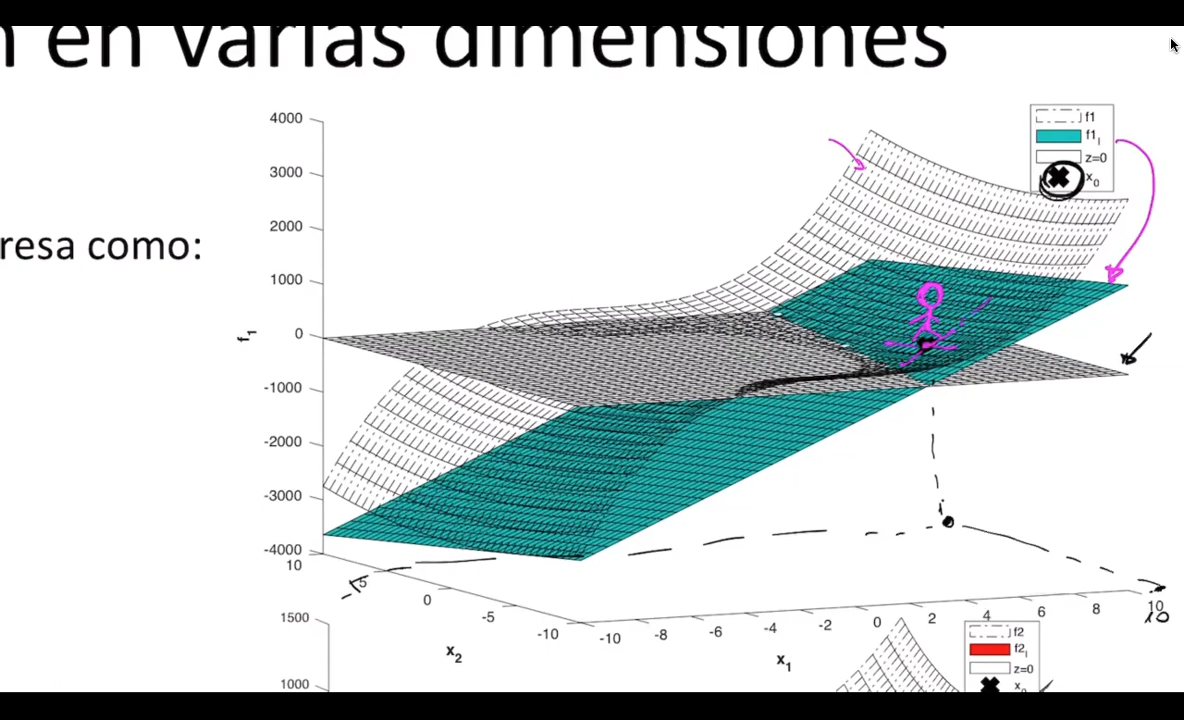 n en varias dimensiones
resa como:
4000
3000
2000
1000
0
-1000
-2000
-3000
-4000
f1
f1
f1l
z=0
x0
10
5
0
-5
-10
x2
-10
-8
-6
-4
-2
0
2
4
6
8
10
10
x1
1500
1000
f2
f2l
z=0
x0